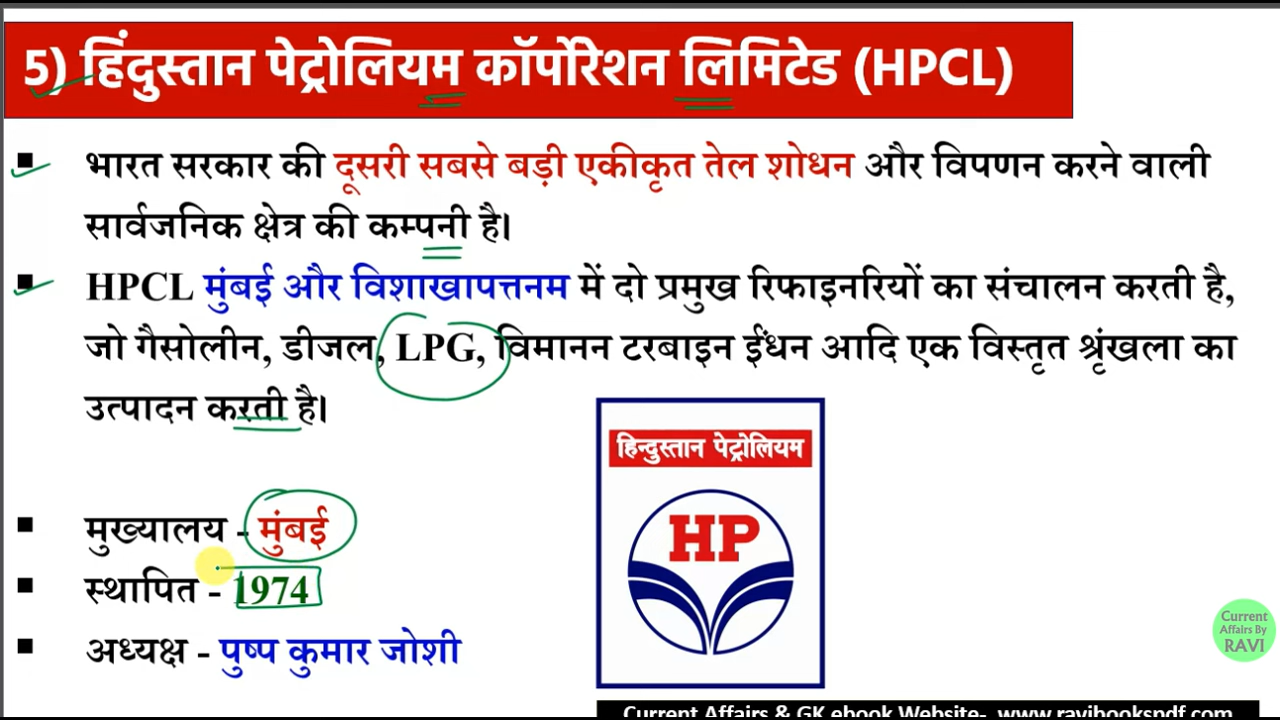 5) हिंदुस्तान पेट्रोलियम कॉर्पोरेशन लिमिटेड (HPCL)
▪ भारत सरकार की दूसरी सबसे बड़ी एकीकृत तेल शोधन और विपणन करने वाली
सार्वजनिक क्षेत्र की कम्पनी है।
▪ HPCL मुंबई और विशाखापत्तनम में दो प्रमुख रिफाइनरियों का संचालन करती है,
जो गैसोलीन, डीजल, LPG, विमानन टरबाइन ईंधन आदि एक विस्तृत श्रृंखला का
उत्पादन करती है।
हिन्दुस्तान पेट्रोलियम
HP
▪ मुख्यालय - मुंबई
▪ स्थापित - 1974
▪ अध्यक्ष - पुष्प कुमार जोशी
Current
Affairs By
RAVI
Current Affairs & GK ebook Website- www.ravibookspdf.com